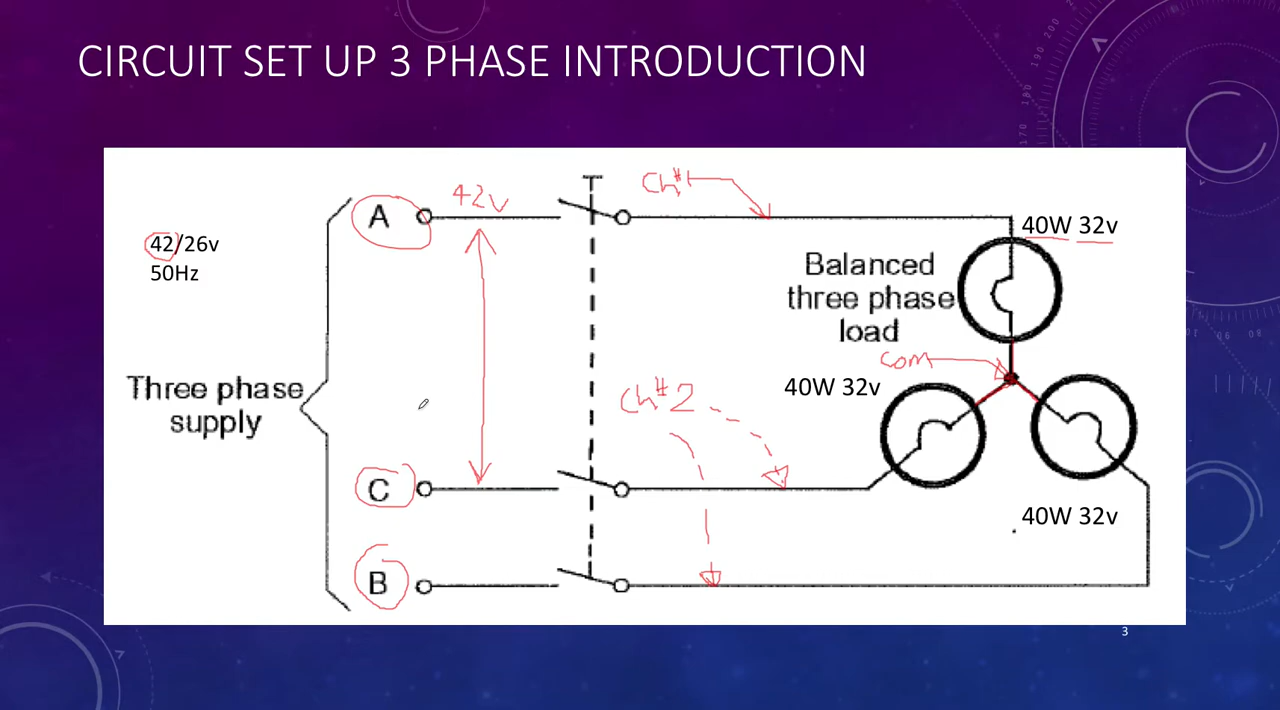 CIRCUIT SET UP 3 PHASE INTRODUCTION
A
42v
Ch#1
42/26v
50Hz
40W 32v
Balanced
three phase
load
com
Three phase
supply
40W 32v
Ch#2
C
40W 32v
B
3